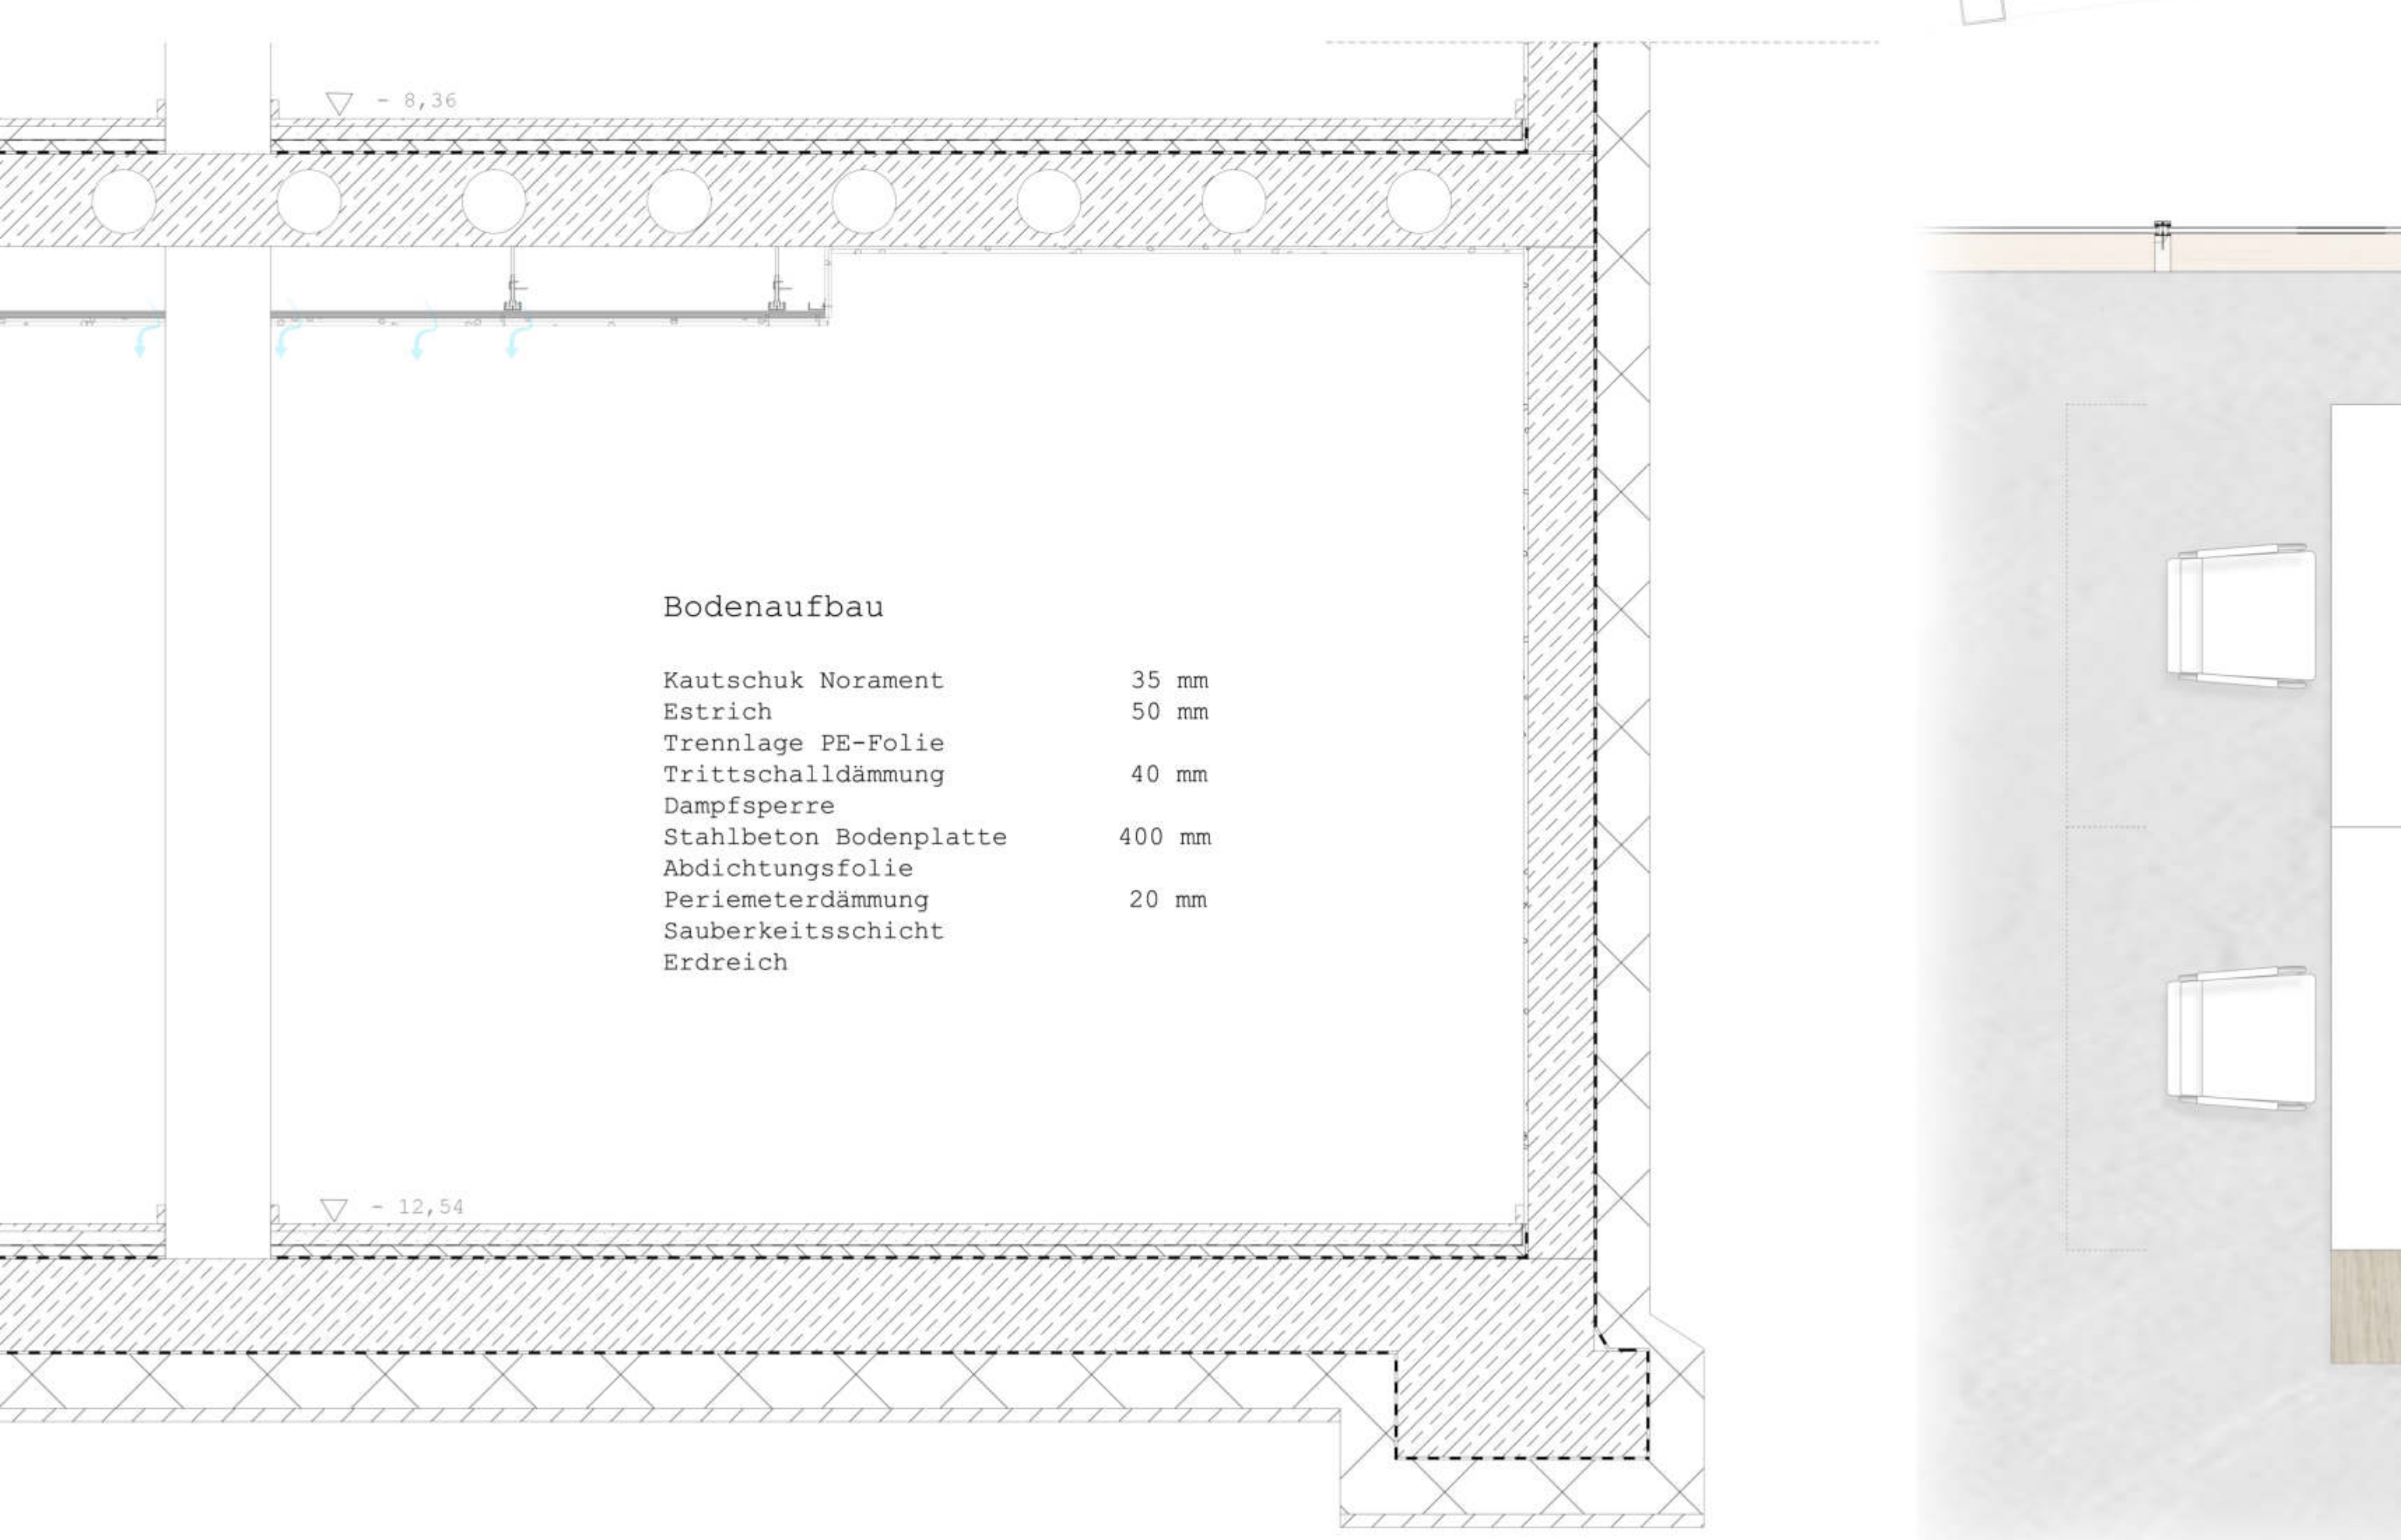 - 8,36
Bodenaufbau
Kautschuk Norament 35 mm
Estrich 50 mm
Trennlage PE-Folie
Trittschalldämmung 40 mm
Dampfsperre
Stahlbeton Bodenplatte 400 mm
Abdichtungsfolie
Periemeterdämmung 20 mm
Sauberkeitsschicht
Erdreich
- 12,54